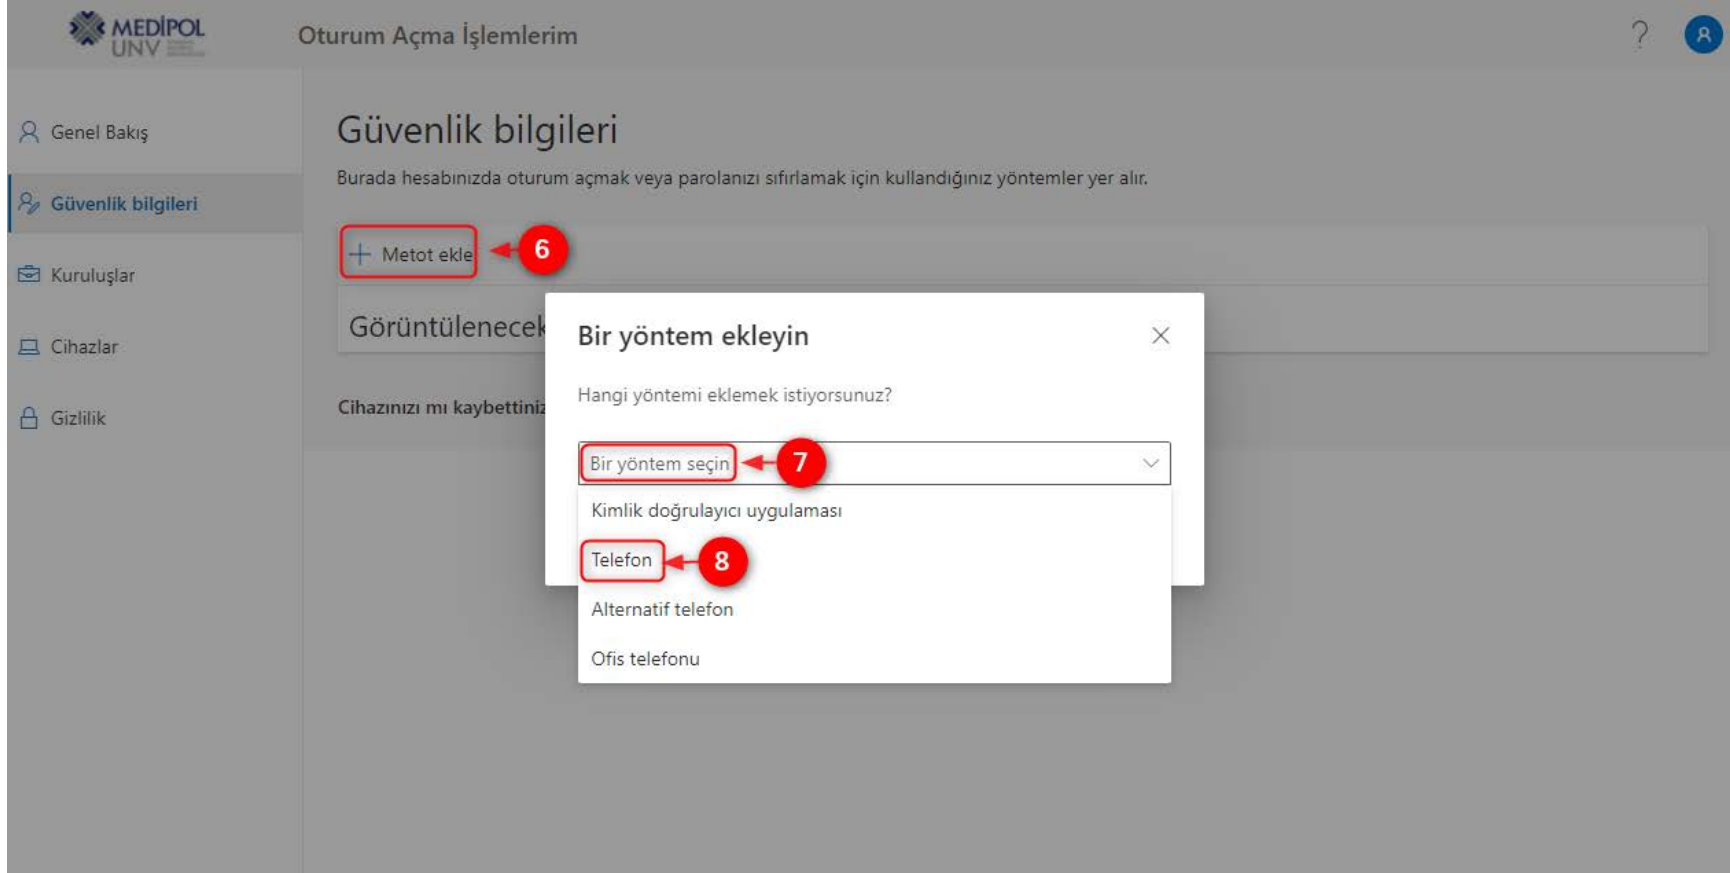 MEDİPOL
UNV
Oturum Açma İşlemlerim
?
Genel Bakış
Güvenlik bilgileri
Kuruluşlar
Cihazlar
Gizlilik
Güvenlik bilgileri
Burada hesabınızda oturum açmak veya parolanızı sıfırlamak için kullandığınız yöntemler yer alır.
+ Metot ekle
6
Görüntülenecek
Cihazınızı mı kaybettiniz
Bir yöntem ekleyin
Hangi yöntemi eklemek istiyorsunuz?
Bir yöntem seçin
7
Kimlik doğrulayıcı uygulaması
Telefon
8
Alternatif telefon
Ofis telefonu